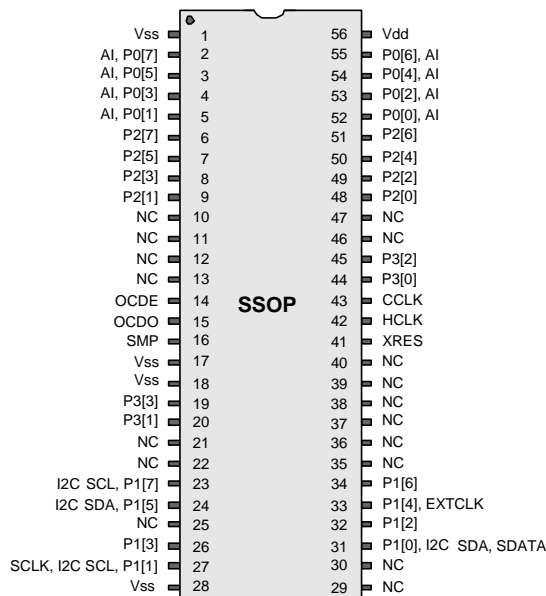 Vss 1 56 Vdd
AI, P0[7] 2 55 P0[6], AI
AI, P0[5] 3 54 P0[4], AI
AI, P0[3] 4 53 P0[2], AI
AI, P0[1] 5 52 P0[0], AI
P2[7] 6 51 P2[6]
P2[5] 7 50 P2[4]
P2[3] 8 49 P2[2]
P2[1] 9 48 P2[0]
NC 10 47 NC
NC 11 46 NC
NC 12 45 P3[2]
NC 13 44 P3[0]
OCDE 14 SSOP 43 CCLK
OCDO 15 42 HCLK
SMP 16 41 XRES
Vss 17 40 NC
Vss 18 39 NC
P3[3] 19 38 NC
P3[1] 20 37 NC
NC 21 36 NC
NC 22 35 NC
I2C SCL, P1[7] 23 34 P1[6]
I2C SDA, P1[5] 24 33 P1[4], EXTCLK
NC 25 32 P1[2]
P1[3] 26 31 P1[0], I2C SDA, SDATA
SCLK, I2C SCL, P1[1] 27 30 NC
Vss 28 29 NC